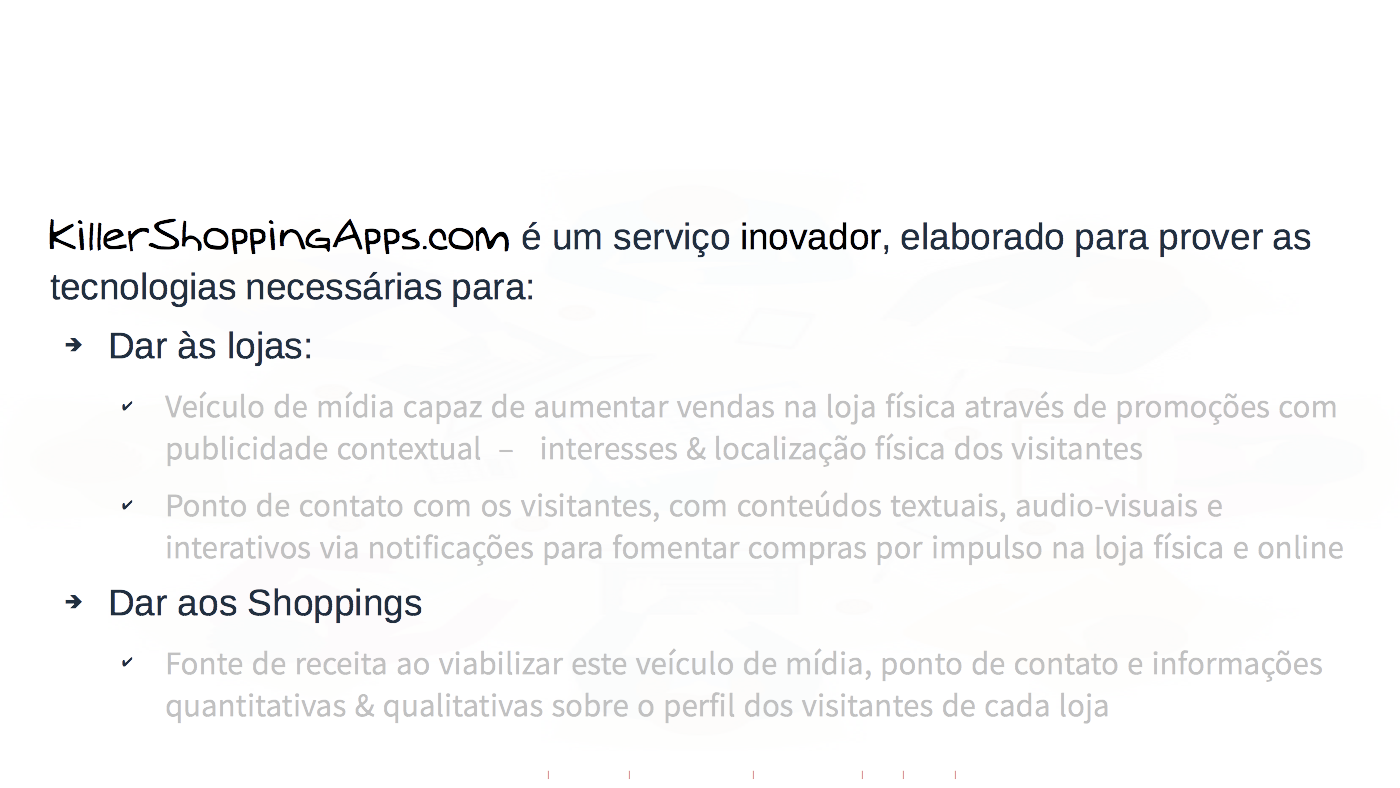 KillerShoppingApps.com é um serviço inovador, elaborado para prover as
tecnologias necessárias para:
➔ Dar às lojas:
✔ Veículo de mídia capaz de aumentar vendas na loja física através de promoções com
publicidade contextual – interesses & localização física dos visitantes
✔ Ponto de contato com os visitantes, com conteúdos textuais, audio-visuais e
interativos via notificações para fomentar compras por impulso na loja física e online
➔ Dar aos Shoppings
✔ Fonte de receita ao viabilizar este veículo de mídia, ponto de contato e informações
quantitativas & qualitativas sobre o perfil dos visitantes de cada loja